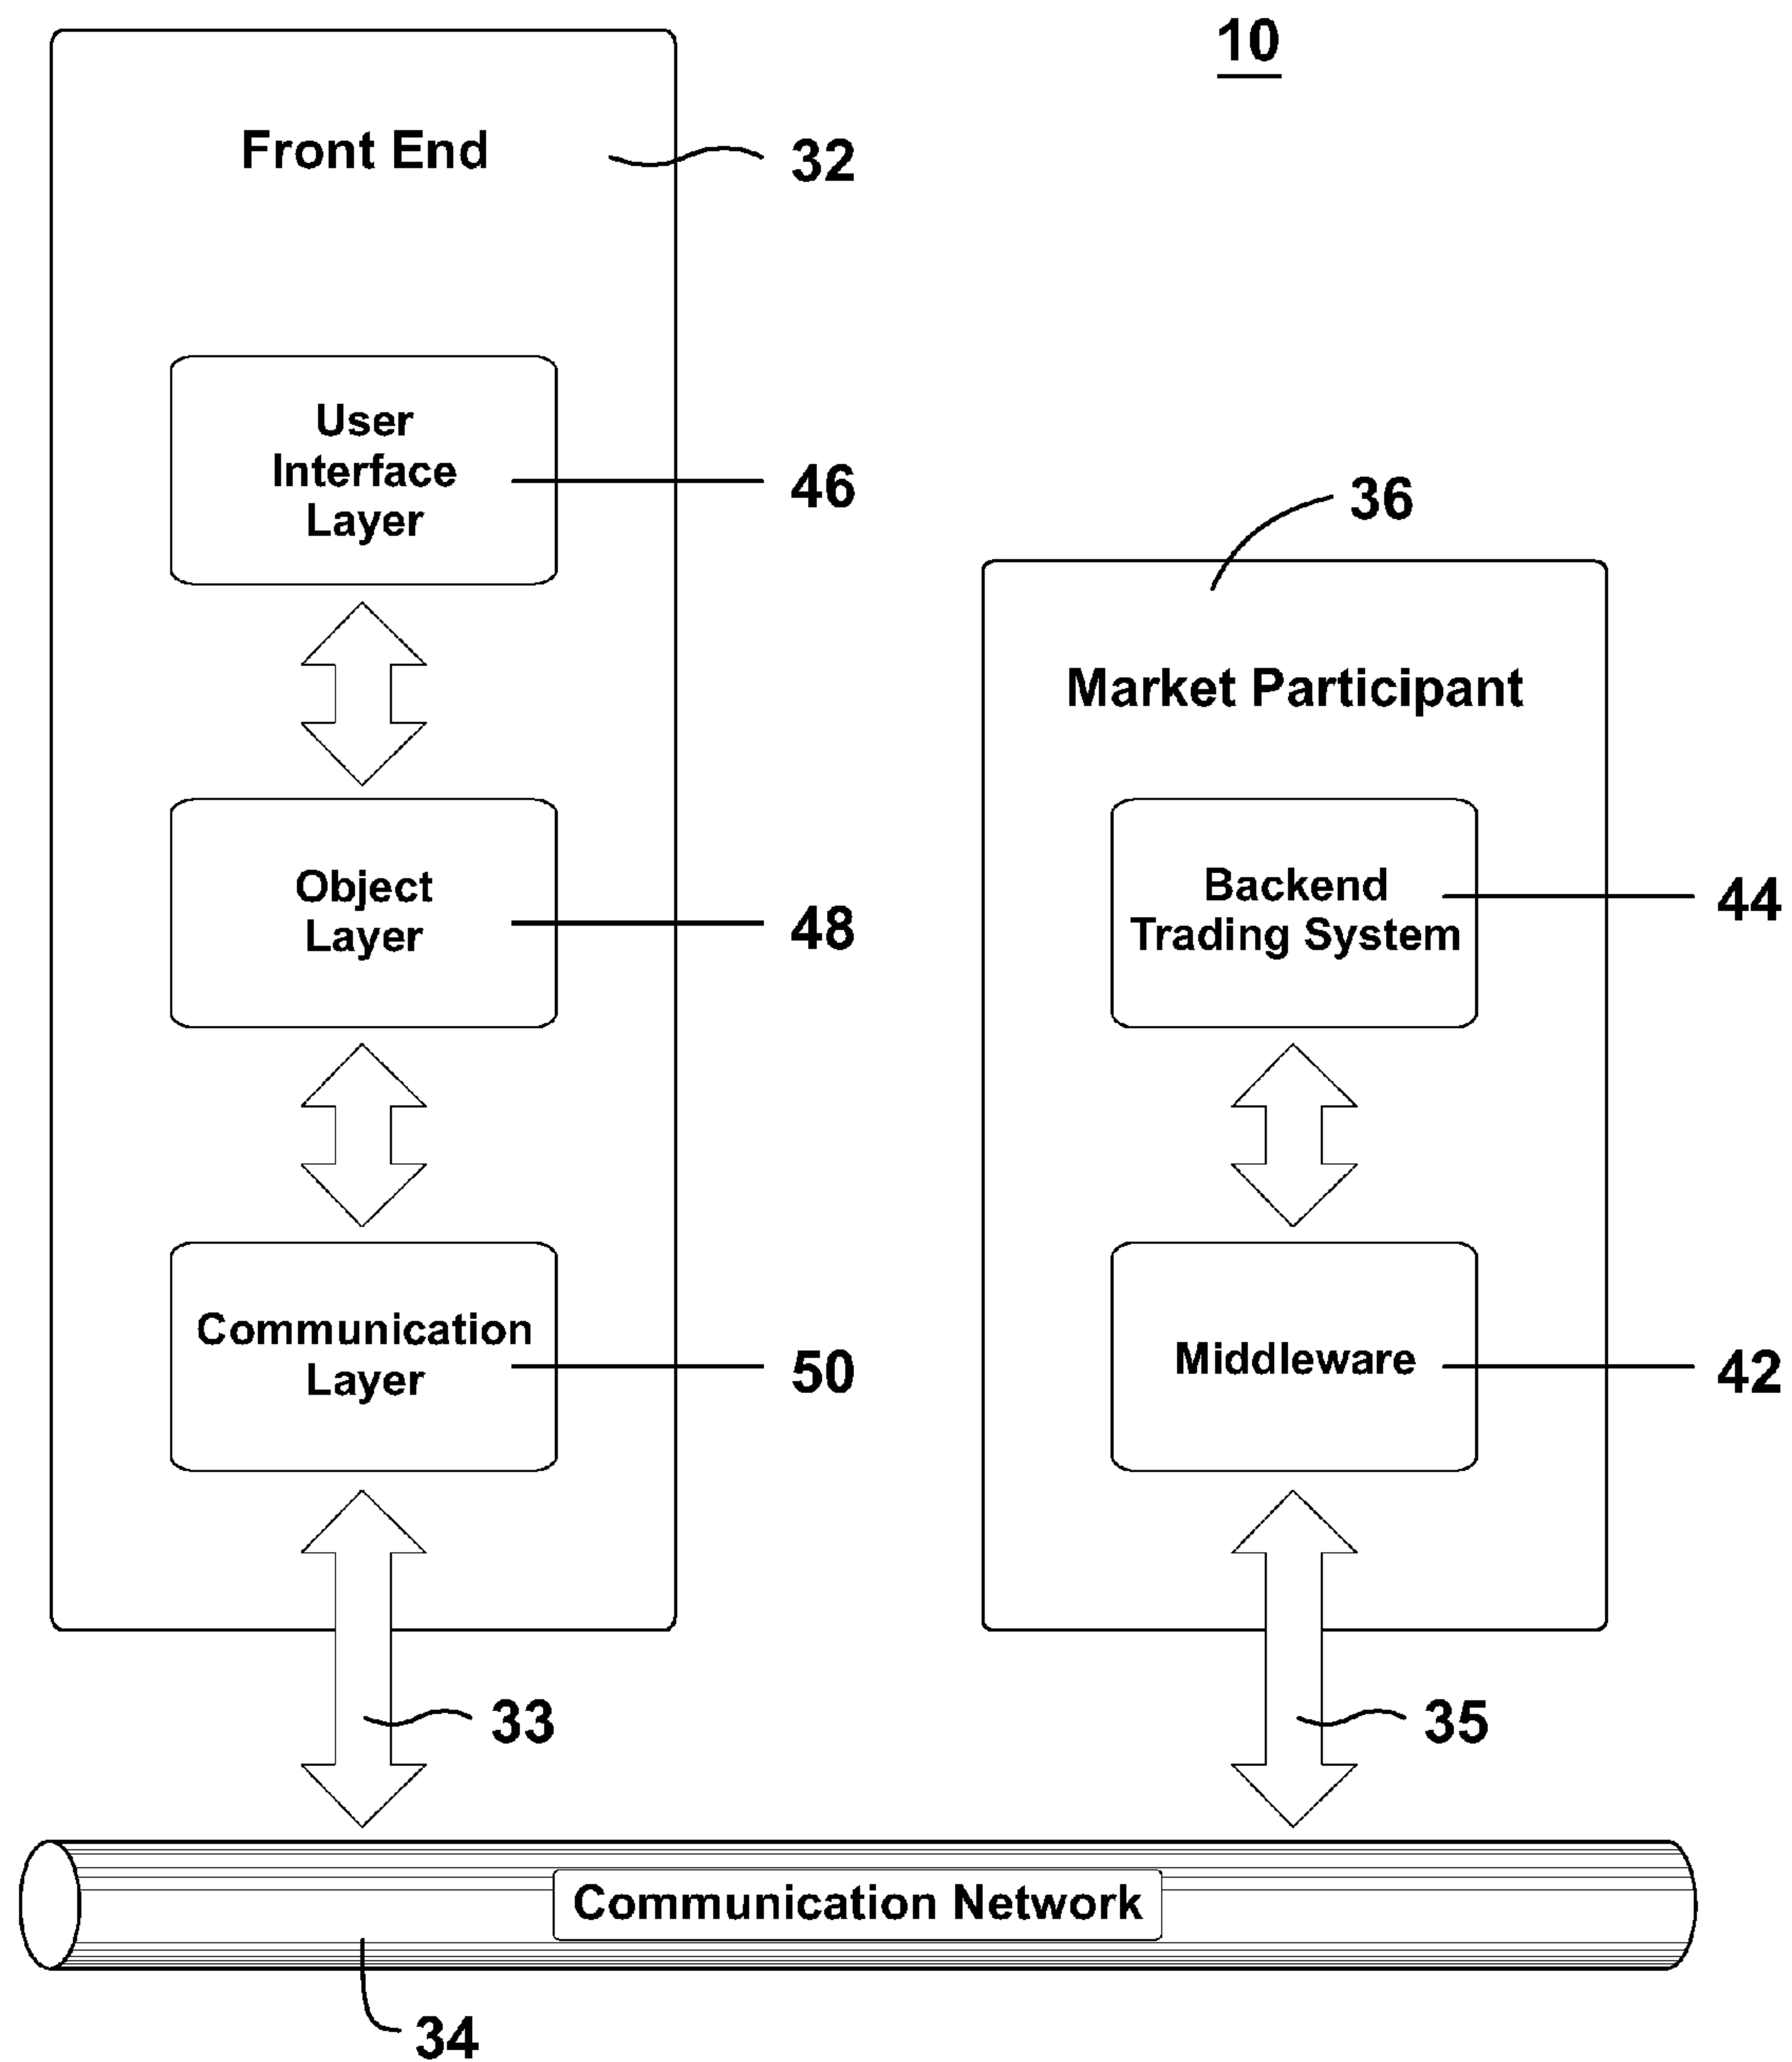 10
Front End
32
User
Interface
Layer
46
36
Market Participant
Object
Layer
48
Backend
Trading System
44
Communication
Layer
50
Middleware
42
33
35
Communication Network
34